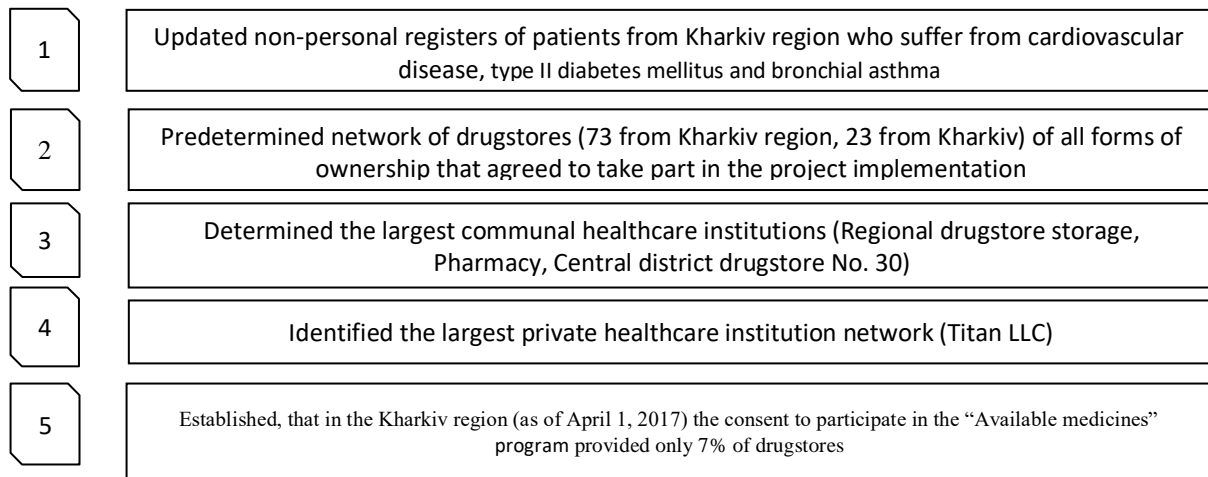 1
Updated non-personal registers of patients from Kharkiv region who suffer from cardiovascular
disease, type II diabetes mellitus and bronchial asthma
2
Predetermined network of drugstores (73 from Kharkiv region, 23 from Kharkiv) of all forms of
ownership that agreed to take part in the project implementation
3
Determined the largest communal healthcare institutions (Regional drugstore storage,
Pharmacy, Central district drugstore No. 30)
4
Identified the largest private healthcare institution network (Titan LLC)
5
Established, that in the Kharkiv region (as of April 1, 2017) the consent to participate in the “Available medicines”
program provided only 7% of drugstores